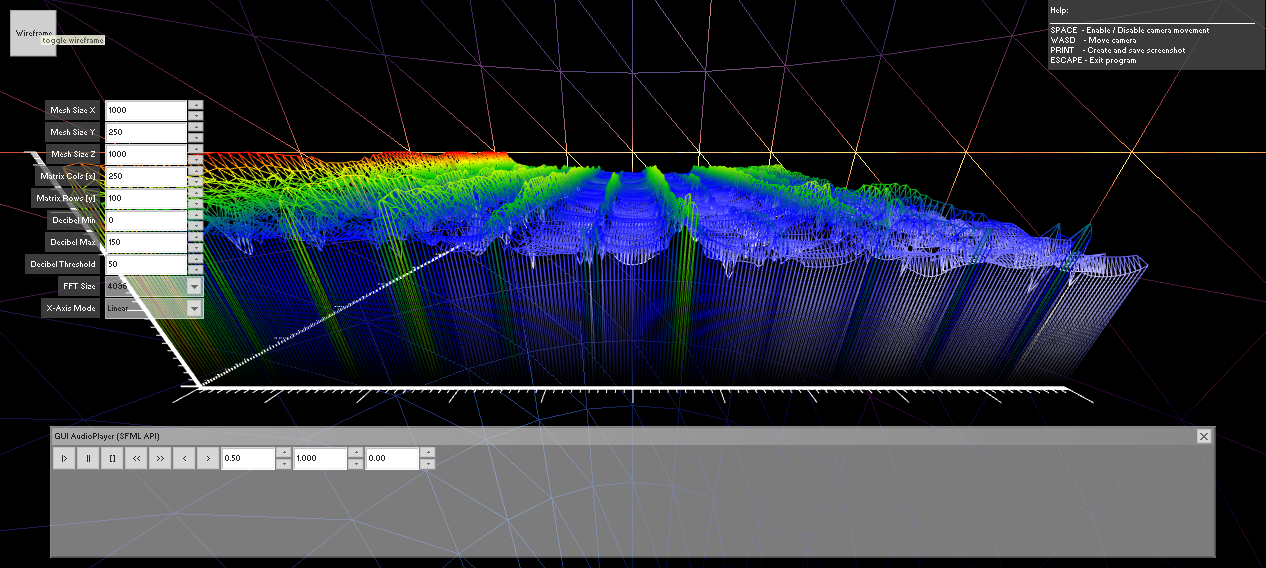 Wireframe
toggle wireframe
Help:
SPACE - Enable / Disable camera movement
WASD - Move camera
PRINT - Create and save screenshot
ESCAPE - Exit program
Mesh Size X 1000
Mesh Size Y 250
Mesh Size Z 1000
Matrix Cols [x] 250
Matrix Rows [y] 100
Decibel Min 0
Decibel Max 150
Decibel Threshold 50
FFT Size 4096
X-Axis Mode Linear
GUI AudioPlayer (SFML API)
|> || [] << >> < > 0.50 1.000 0.00